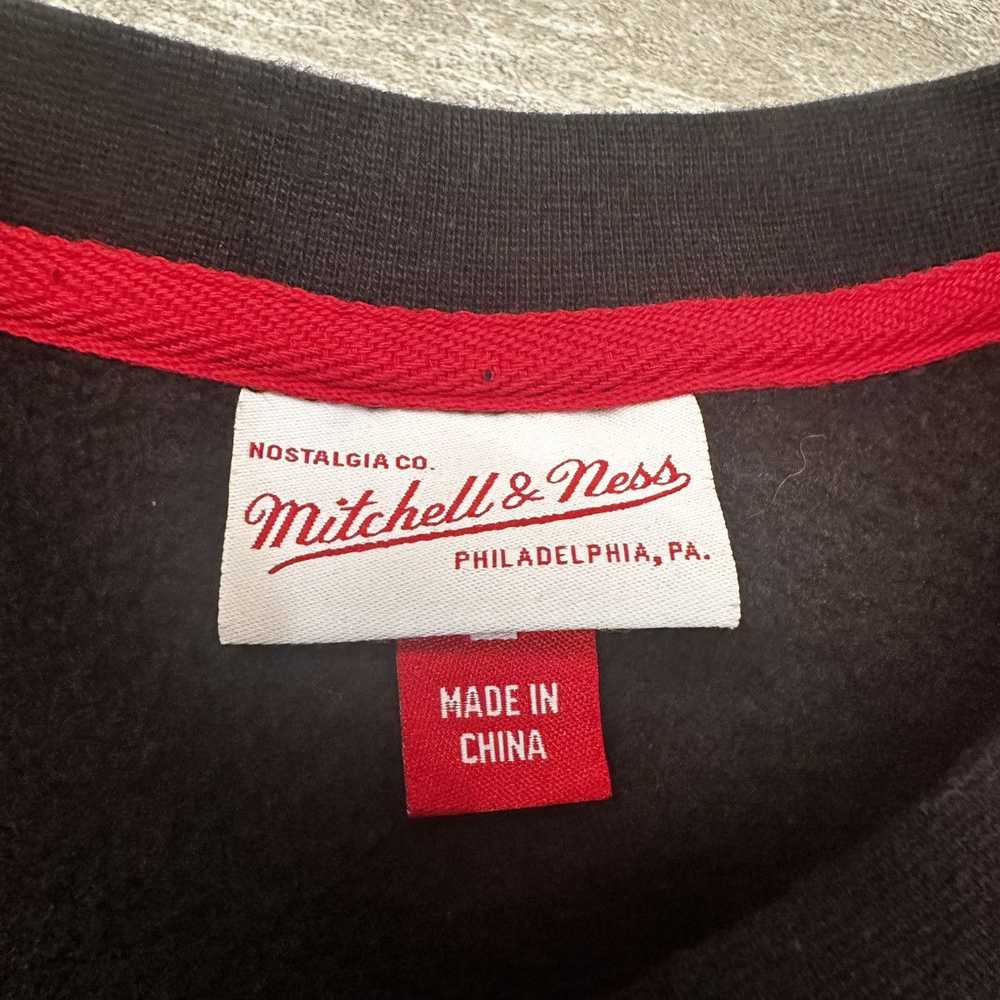 NOSTALGIA CO.
Mitchell & Ness
PHILADELPHIA, PA.
MADE IN
CHINA